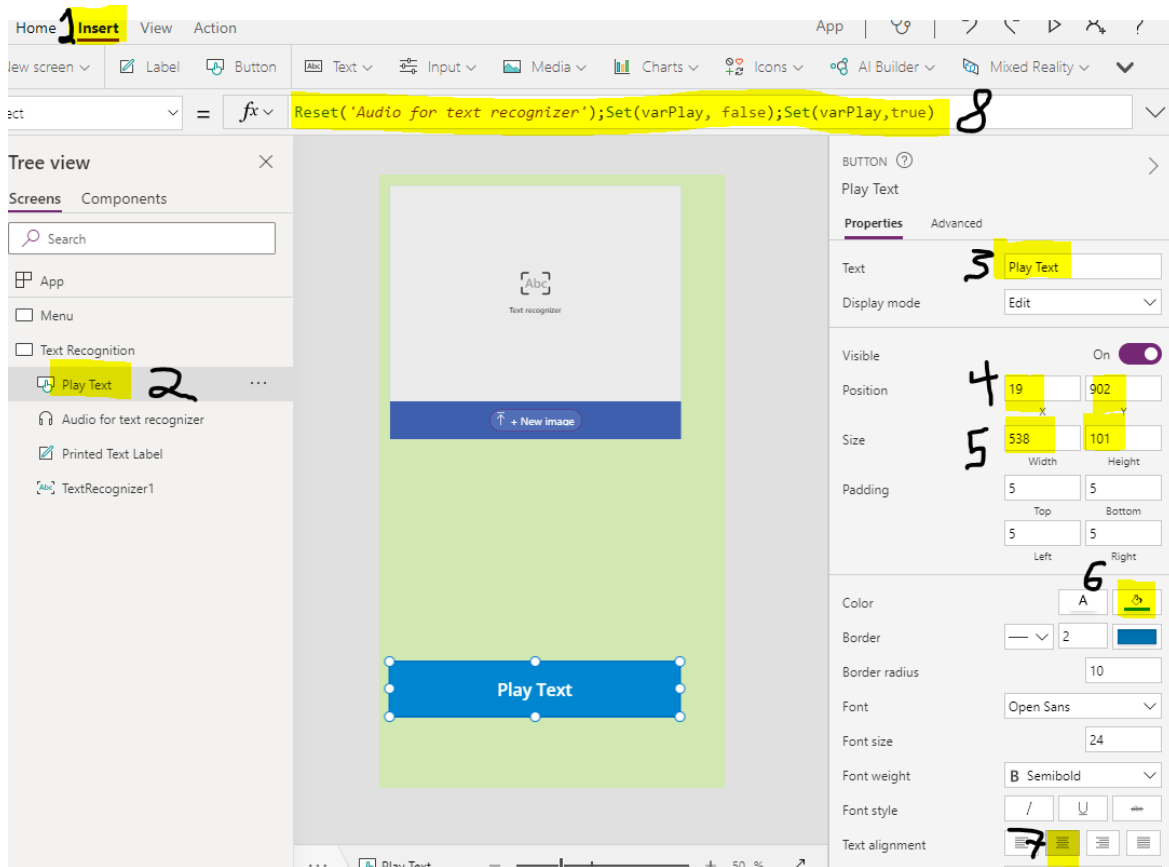 Home 1 Insert View Action App ?
New screen Label Button Abc Text Input Media Charts Icons AI Builder Mixed Reality
ect = fx Reset('Audio for text recognizer');Set(varPlay, false);Set(varPlay,true) 8
Tree view
Screens Components
Search
App
Menu
Text Recognition
Play Text 2 ...
Audio for text recognizer
Printed Text Label
Abc TextRecognizer1
Abc
Text recognizer
+ New image
Play Text
... Play Text − + 50 %
BUTTON ?
Play Text
Properties Advanced
Text 3 Play Text
Display mode Edit
Visible On
Position 4 19 902
X Y
Size 5 538 101
Width Height
Padding 5 5
Top Bottom
5 5
Left Right
6
Color A
Border 2
Border radius 10
Font Open Sans
Font size 24
Font weight B Semibold
Font style / U abc
Text alignment 7